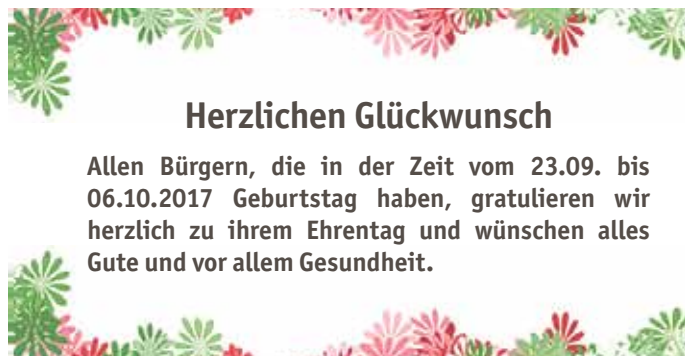 Herzlichen Glückwunsch
Allen Bürgern, die in der Zeit vom 23.09. bis
06.10.2017 Geburtstag haben, gratulieren wir
herzlich zu ihrem Ehrentag und wünschen alles
Gute und vor allem Gesundheit.